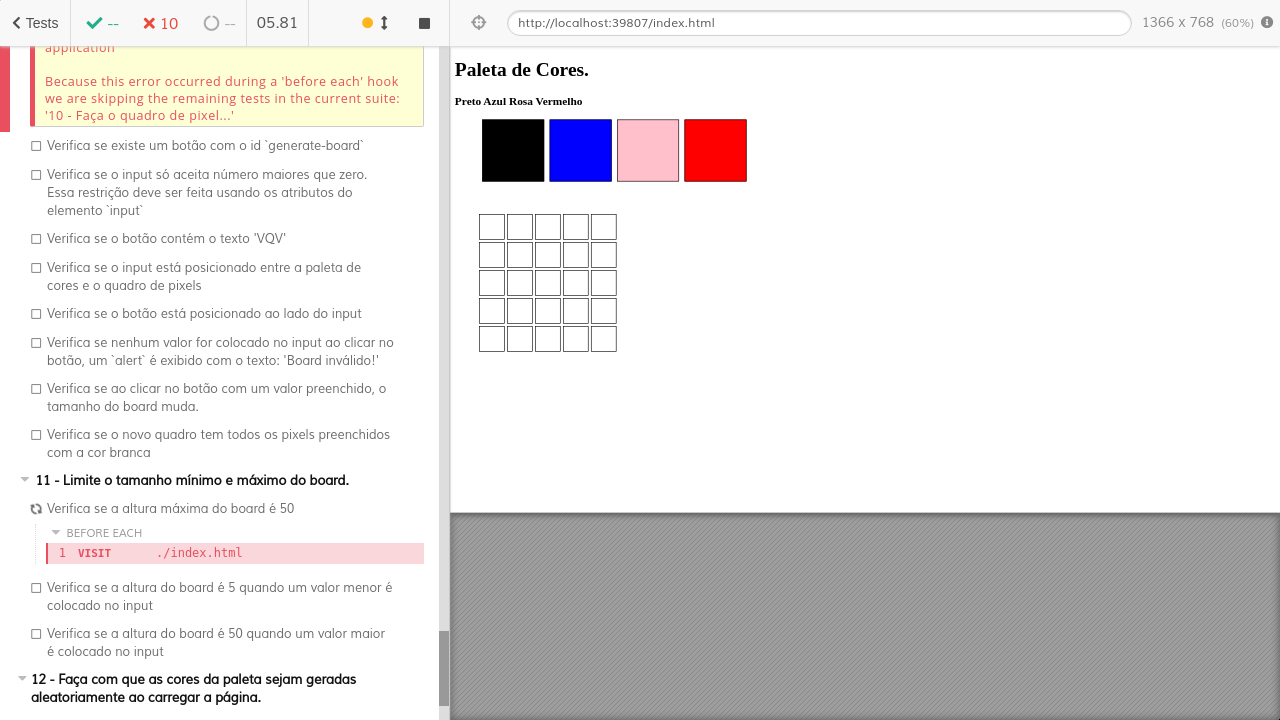 Tests
--
10
--
05.81
http://localhost:39807/index.html
1366 x 768 (60%)
application
Because this error occurred during a 'before each' hook
we are skipping the remaining tests in the current suite:
'10 - Faça o quadro de pixel...'
Verifica se existe um botão com o id `generate-board`
Verifica se o input só aceita número maiores que zero.
Essa restrição deve ser feita usando os atributos do
elemento `input`
Verifica se o botão contém o texto 'VQV'
Verifica se o input está posicionado entre a paleta de
cores e o quadro de pixels
Verifica se o botão está posicionado ao lado do input
Verifica se nenhum valor for colocado no input ao clicar no
botão, um `alert` é exibido com o texto: 'Board inválido!'
Verifica se ao clicar no botão com um valor preenchido, o
tamanho do board muda.
Verifica se o novo quadro tem todos os pixels preenchidos
com a cor branca
11 - Limite o tamanho mínimo e máximo do board.
Verifica se a altura máxima do board é 50
BEFORE EACH
1 VISIT ./index.html
Verifica se a altura do board é 5 quando um valor menor é
colocado no input
Verifica se a altura do board é 50 quando um valor maior
é colocado no input
12 - Faça com que as cores da paleta sejam geradas
aleatoriamente ao carregar a página.
Paleta de Cores.
Preto Azul Rosa Vermelho